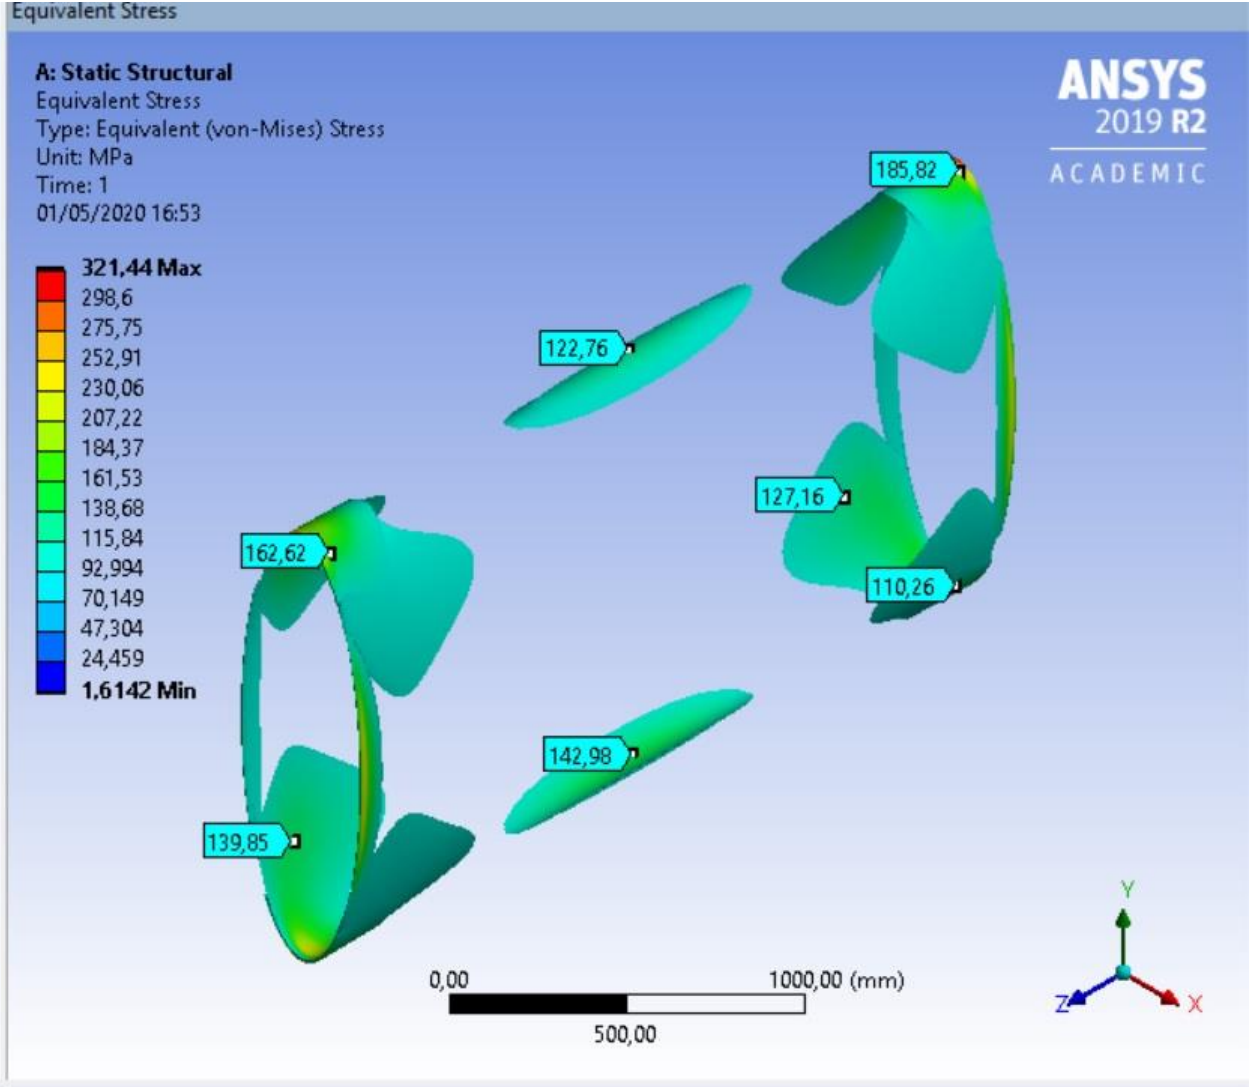 Equivalent Stress
A: Static Structural
Equivalent Stress
Type: Equivalent (von-Mises) Stress
Unit: MPa
Time: 1
01/05/2020 16:53
ANSYS
2019 R2
ACADEMIC
321,44 Max
298,6
275,75
252,91
230,06
207,22
184,37
161,53
138,68
115,84
92,994
70,149
47,304
24,459
1,6142 Min
185,82
122,76
127,16
162,62
110,26
142,98
139,85
0,00
1000,00 (mm)
500,00
Y
Z
X